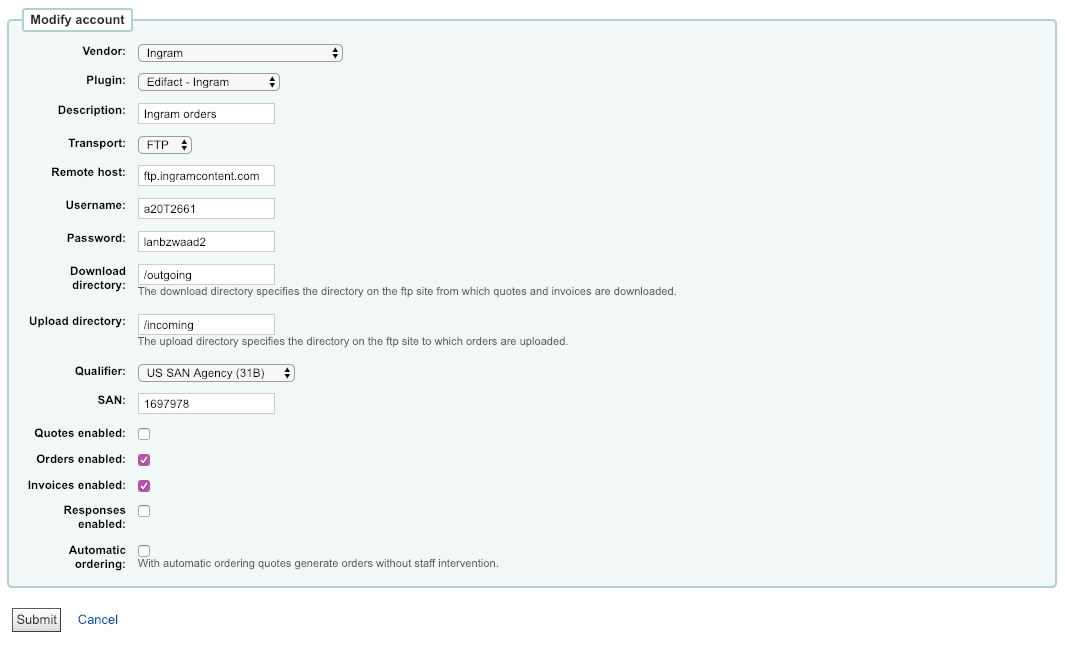 Modify account
Vendor: Ingram
Plugin: Edifact - Ingram
Description: Ingram orders
Transport: FTP
Remote host: ftp.ingramcontent.com
Username: a20T2661
Password: lanbzwaad2
Download
directory: /outgoing
The download directory specifies the directory on the ftp site from which quotes and invoices are downloaded.
Upload directory: /incoming
The upload directory specifies the directory on the ftp site to which orders are uploaded.
Qualifier: US SAN Agency (31B)
SAN: 1697978
Quotes enabled:
Orders enabled:
Invoices enabled:
Responses
enabled:
Automatic
ordering: With automatic ordering quotes generate orders without staff intervention.
Submit Cancel